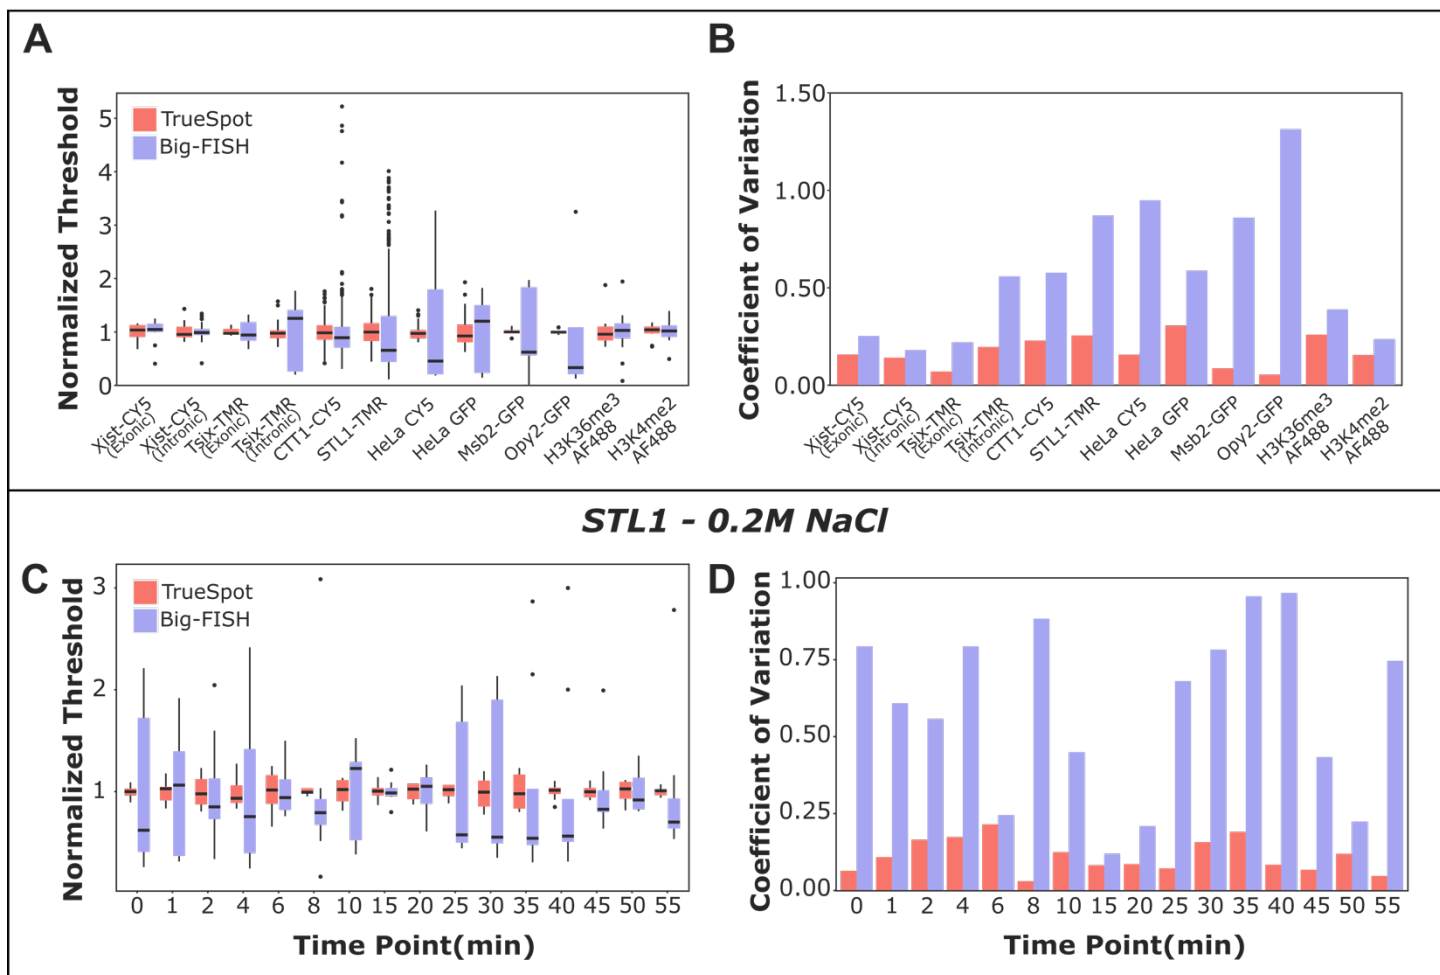 A
Normalized Threshold
5
4
3
2
1
0
TrueSpot
Big-FISH
Xist-CY5
(Exonic)
Xist-CY5
(Intronic)
Tsix-TMR
(Exonic)
Tsix-TMR
(Intronic)
CTT1-CY5
STL1-TMR
HeLa CY5
HeLa GFP
Msb2-GFP
Opy2-GFP
H3K36me3
AF488
H3K4me2
AF488
B
Coefficient of Variation
1.50
1.00
0.50
0.00
Xist-CY5
(Exonic)
Xist-CY5
(Intronic)
Tsix-TMR
(Exonic)
Tsix-TMR
(Intronic)
CTT1-CY5
STL1-TMR
HeLa CY5
HeLa GFP
Msb2-GFP
Opy2-GFP
H3K36me3
AF488
H3K4me2
AF488
STL1 - 0.2M NaCl
C
Normalized Threshold
3
2
1
TrueSpot
Big-FISH
0 1 2 4 6 8 10 15 20 25 30 35 40 45 50 55
Time Point(min)
D
Coefficient of Variation
1.00
0.75
0.50
0.25
0.00
0 1 2 4 6 8 10 15 20 25 30 35 40 45 50 55
Time Point(min)